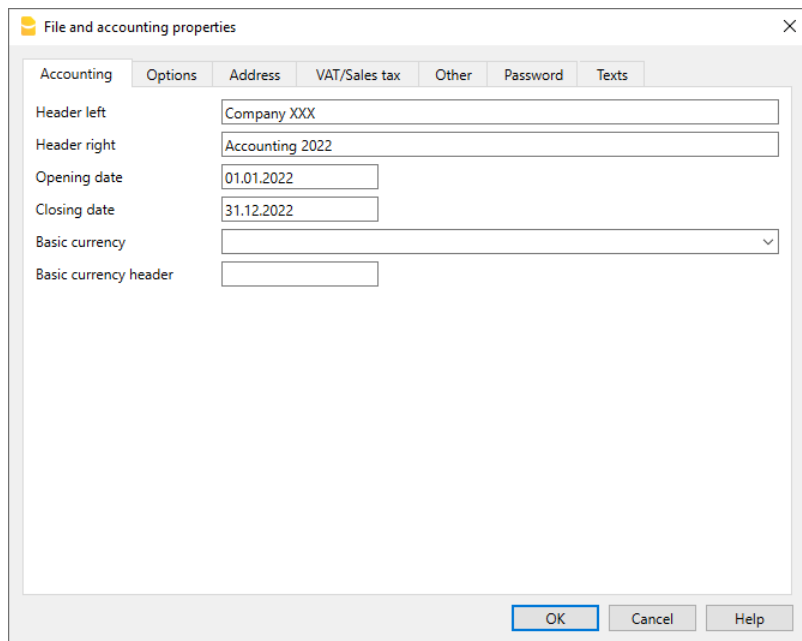 File and accounting properties
Accounting Options Address VAT/Sales tax Other Password Texts
Header left Company XXX
Header right Accounting 2022
Opening date 01.01.2022
Closing date 31.12.2022
Basic currency
Basic currency header
OK Cancel Help